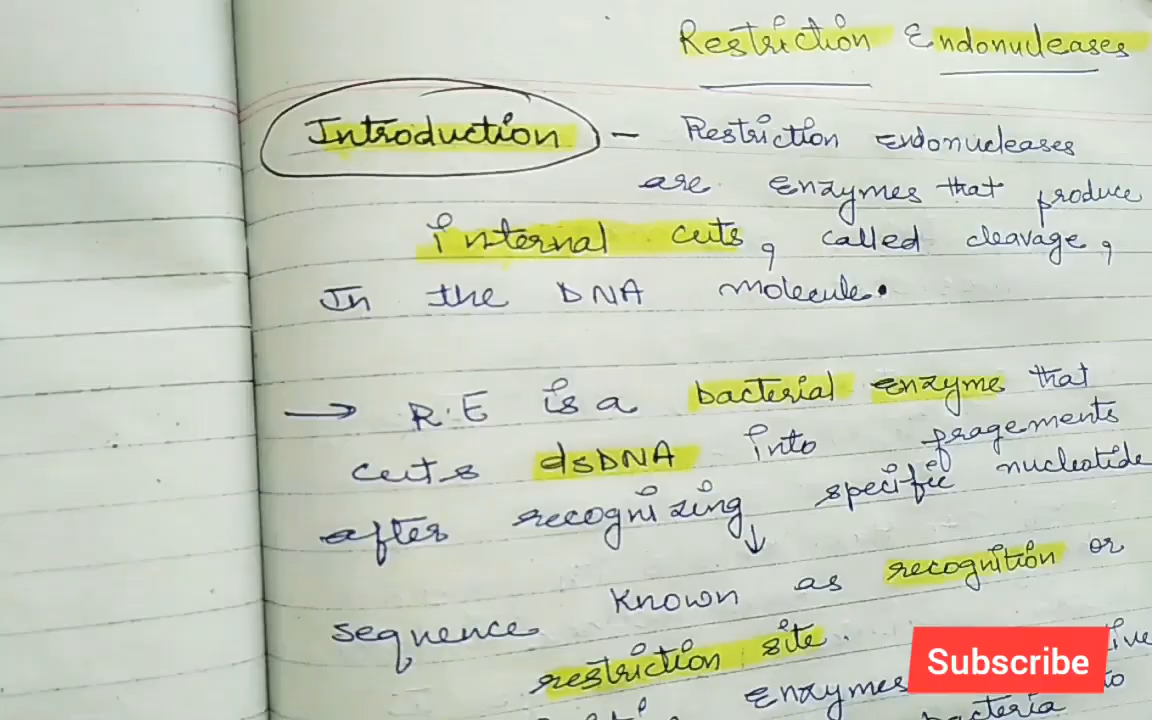 Restriction Endonucleases
Introduction - Restriction Endonucleases
are enzymes that produce
internal cuts, called cleavage,
In the DNA molecule.
→ R.E is a bacterial enzyme that
cuts dsDNA into fragements
after recognizing specific nucleotide
sequence ↓ Known as recognition or
restriction site.
Subscribe
enzymes
bacteria